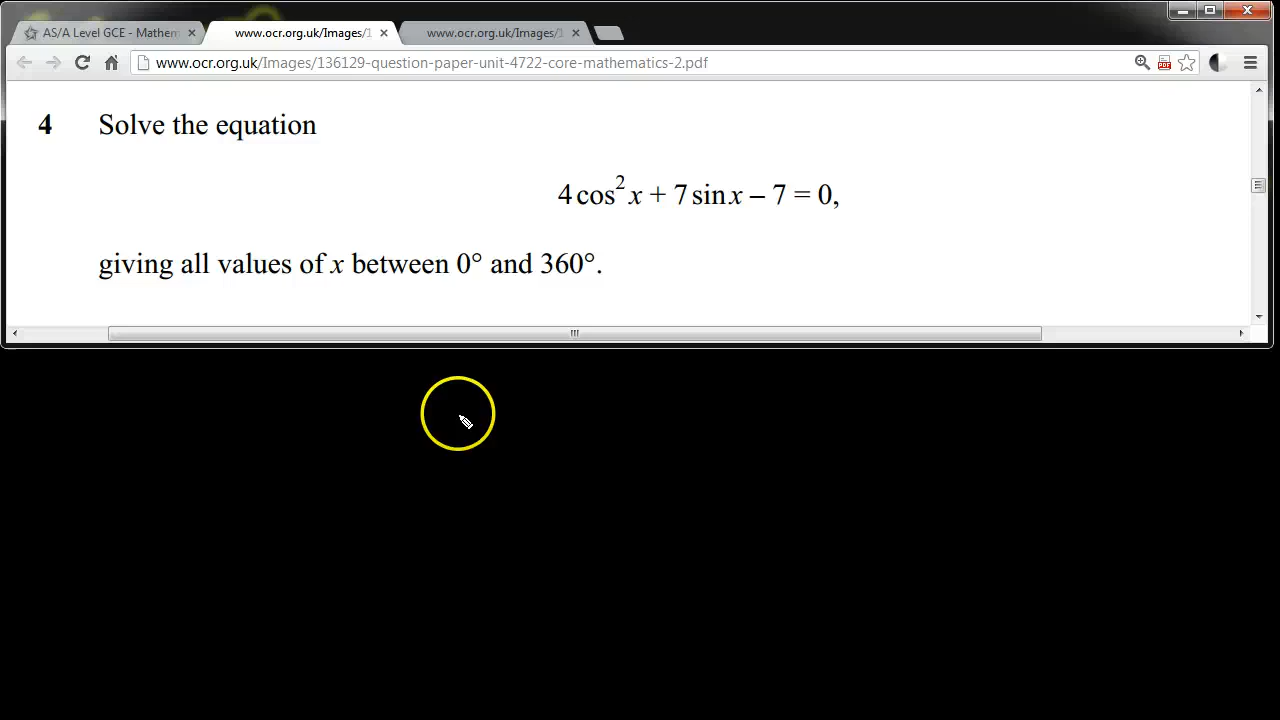 AS/A Level GCE - Mathem
www.ocr.org.uk/Images/1
www.ocr.org.uk/Images/1
www.ocr.org.uk/Images/136129-question-paper-unit-4722-core-mathematics-2.pdf
4 Solve the equation
4 cos² x + 7 sin x – 7 = 0,
giving all values of x between 0° and 360°.